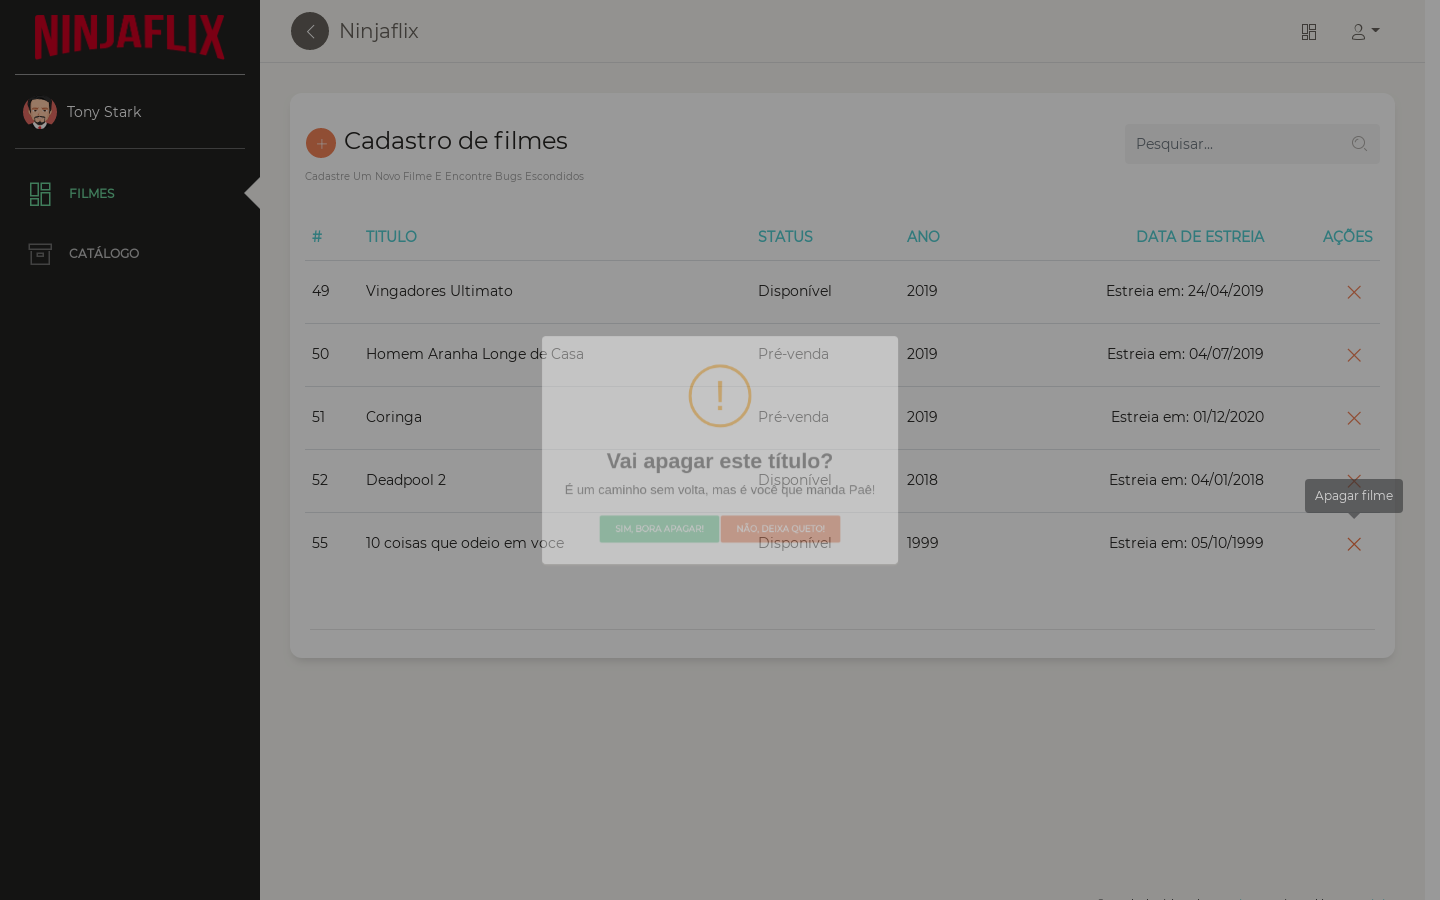 NINJAFLIX
Ninjaflix
Tony Stark
FILMES
CATÁLOGO
+ Cadastro de filmes
Pesquisar...
Cadastre Um Novo Filme E Encontre Bugs Escondidos
# TITULO STATUS ANO DATA DE ESTREIA AÇÕES
49 Vingadores Ultimato Disponível 2019 Estreia em: 24/04/2019
50 Homem Aranha Longe de Casa Pré-venda 2019 Estreia em: 04/07/2019
51 Coringa Pré-venda 2019 Estreia em: 01/12/2020
52 Deadpool 2 Disponível 2018 Estreia em: 04/01/2018
55 10 coisas que odeio em voce Disponível 1999 Estreia em: 05/10/1999
Apagar filme
!
Vai apagar este título?
É um caminho sem volta, mas é você que manda Paê!
SIM, BORA APAGAR! NÃO, DEIXA QUETO!